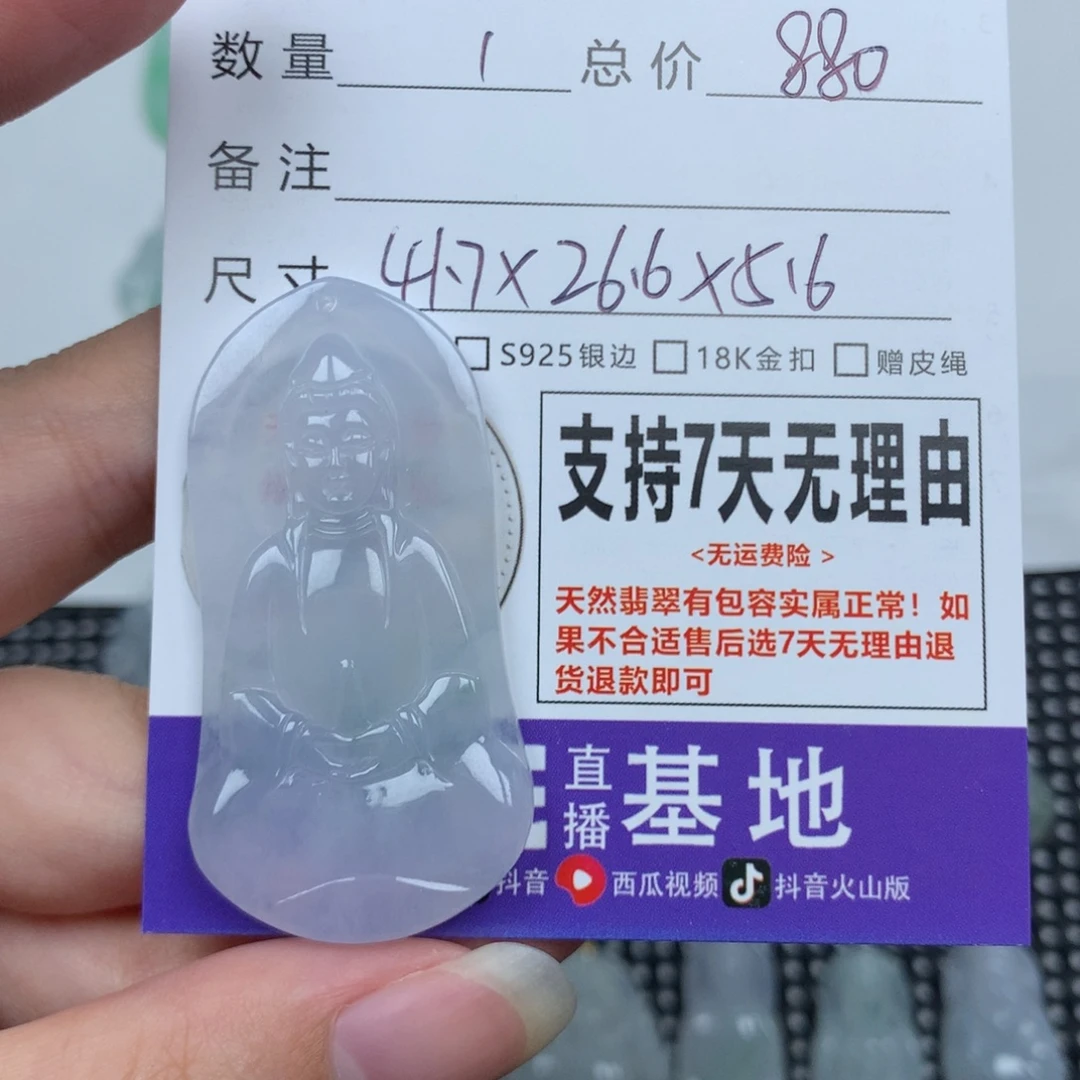 数量 1 总价 880
备注
尺寸 41.7×26.6×5.6
S925银边 18K金扣 赠皮绳
支持7天无理由
<无运费险 >
天然翡翠有包容实属正常！如
果不合适售后选7天无理由退
货退款即可
直播基地
抖音 西瓜视频 抖音火山版